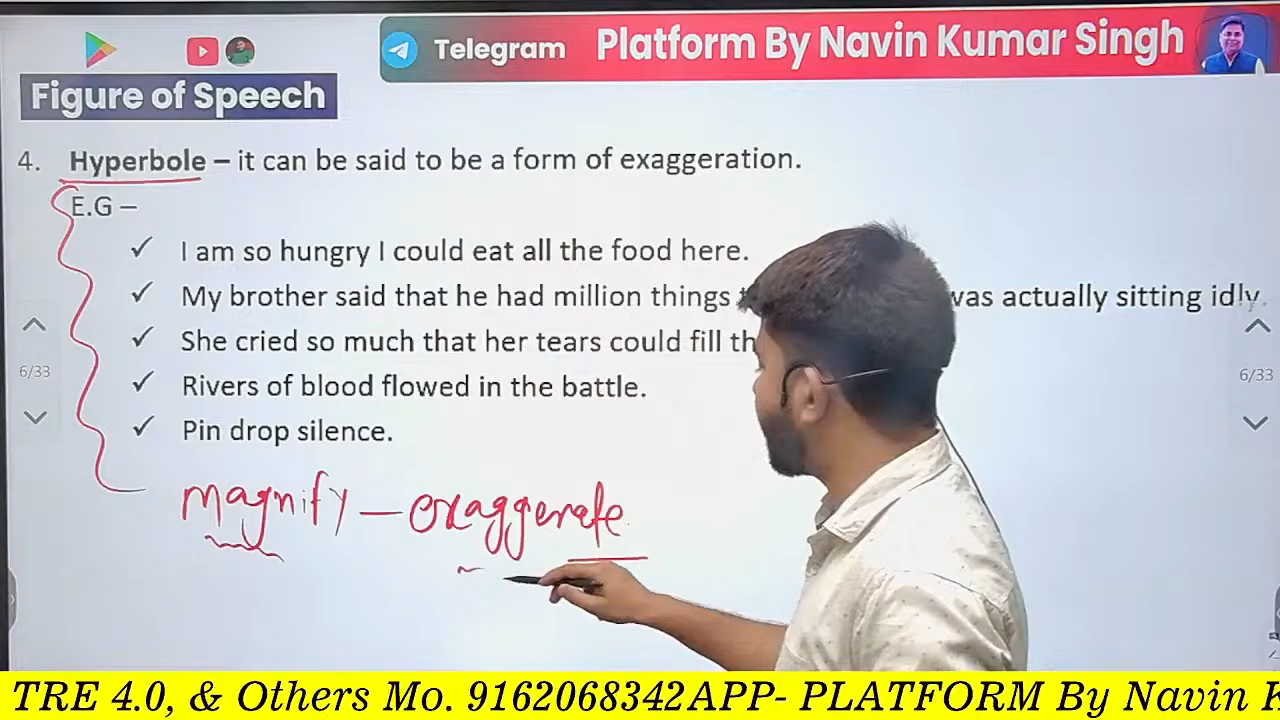 Telegram Platform By Navin Kumar Singh
Figure of Speech
4. Hyperbole – it can be said to be a form of exaggeration.
E.G –
✓ I am so hungry I could eat all the food here.
✓ My brother said that he had million things was actually sitting idly.
✓ She cried so much that her tears could fill
✓ Rivers of blood flowed in the battle.
✓ Pin drop silence.
6/33
6/33
magnify – exaggerate
TRE 4.0, & Others Mo. 9162068342APP- PLATFORM By Navin